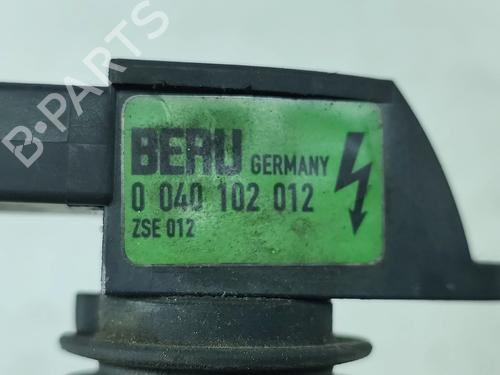 B-PARTS
BERU GERMANY
0 040 102 012
ZSE 012